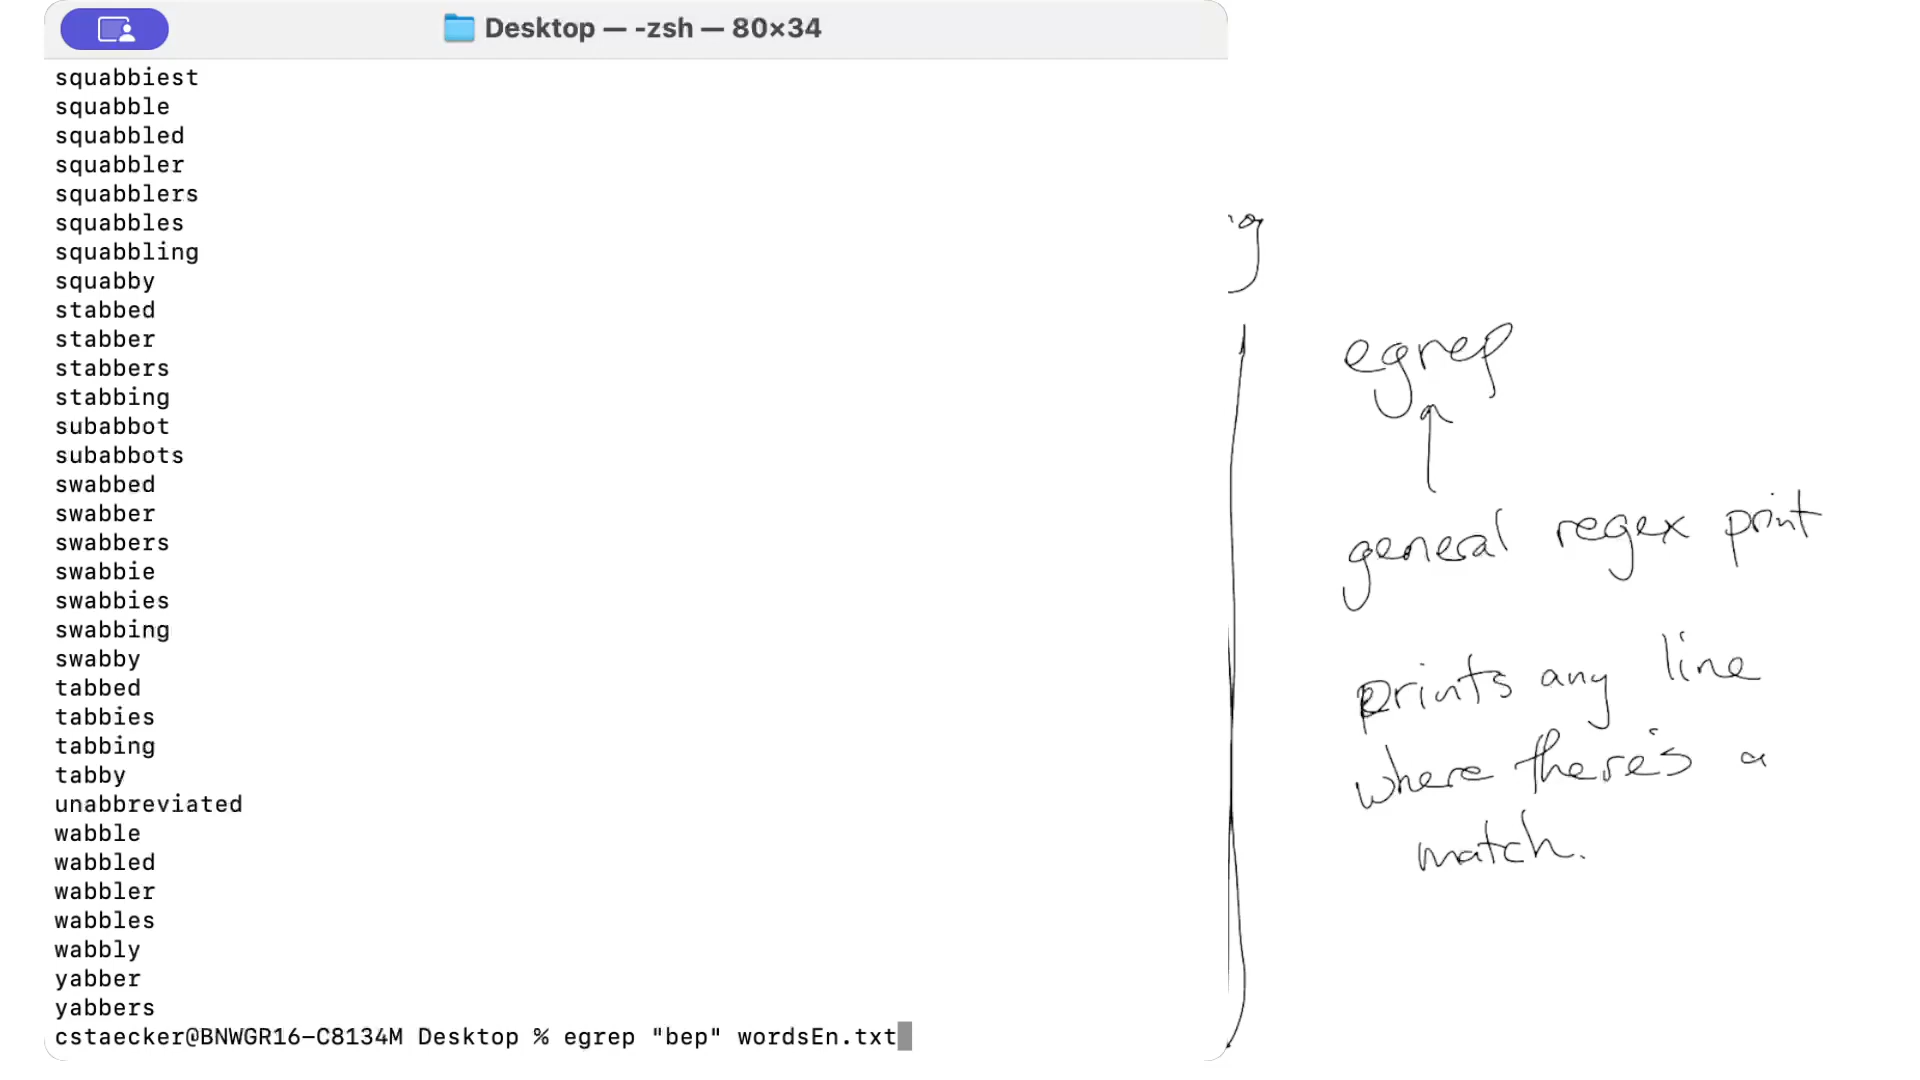 Desktop — -zsh — 80×34
squabbiest
squabble
squabbled
squabbler
squabblers
squabbles
squabbling
squabby
stabbed
stabber
stabbers
stabbing
subabbot
subabbots
swabbed
swabber
swabbers
swabbie
swabbies
swabbing
swabby
tabbed
tabbies
tabbing
tabby
unabbreviated
wabble
wabbled
wabbler
wabbles
wabbly
yabber
yabbers
cstaecker@BNWGR16-C8134M Desktop % egrep "bep" wordsEn.txt
g
egrep
general regex print
prints any line
where there's a
match.